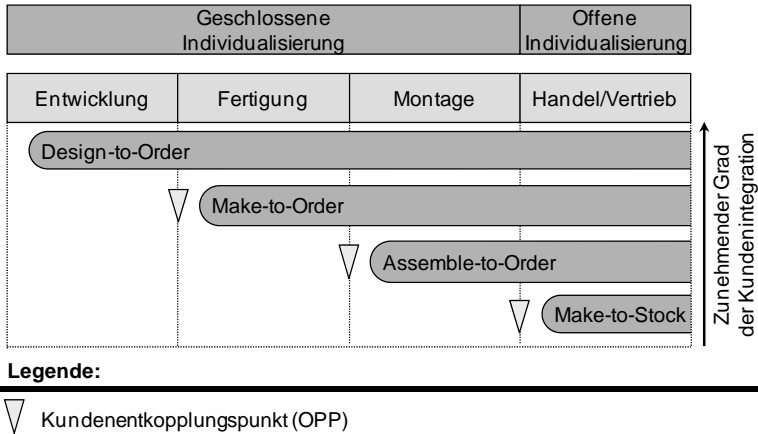 Geschlossene
Individualisierung
Offene
Individualisierung
Entwicklung
Fertigung
Montage
Handel/Vertrieb
Design-to-Order
Make-to-Order
Assemble-to-Order
Make-to-Stock
Zunehmender Grad
der Kundenintegration
Legende:
Kundenentkopplungspunkt (OPP)